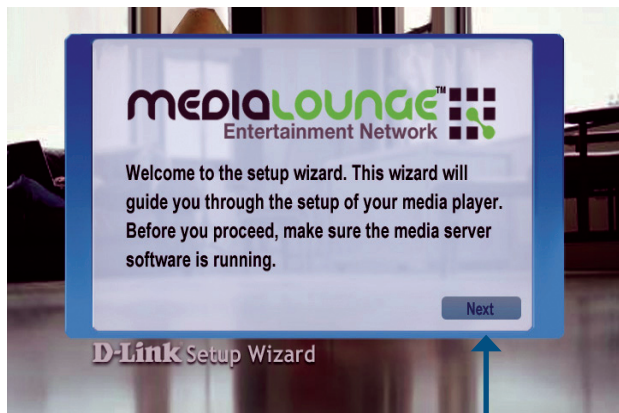 MEDIALOUNGE™
Entertainment Network
Welcome to the setup wizard. This wizard will
guide you through the setup of your media player.
Before you proceed, make sure the media server
software is running.
Next
D-Link Setup Wizard